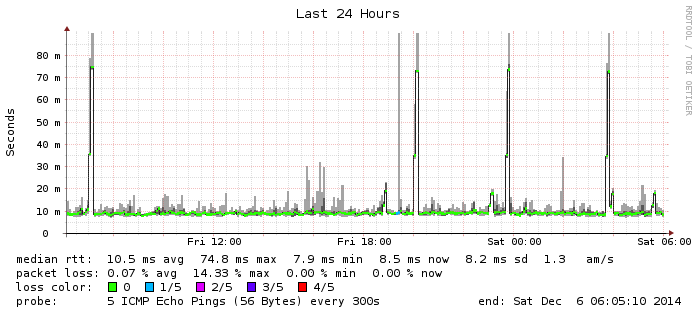 Last 24 Hours
RRDTOOL / TOBI OETIKER
Seconds
80 m
70 m
60 m
50 m
40 m
30 m
20 m
10 m
0
Fri 12:00 Fri 18:00 Sat 00:00 Sat 06:00
median rtt: 10.5 ms avg 74.8 ms max 7.9 ms min 8.5 ms now 8.2 ms sd 1.3 am/s
packet loss: 0.07 % avg 14.33 % max 0.00 % min 0.00 % now
loss color: 0 1/5 2/5 3/5 4/5
probe: 5 ICMP Echo Pings (56 Bytes) every 300s end: Sat Dec 6 06:05:10 2014